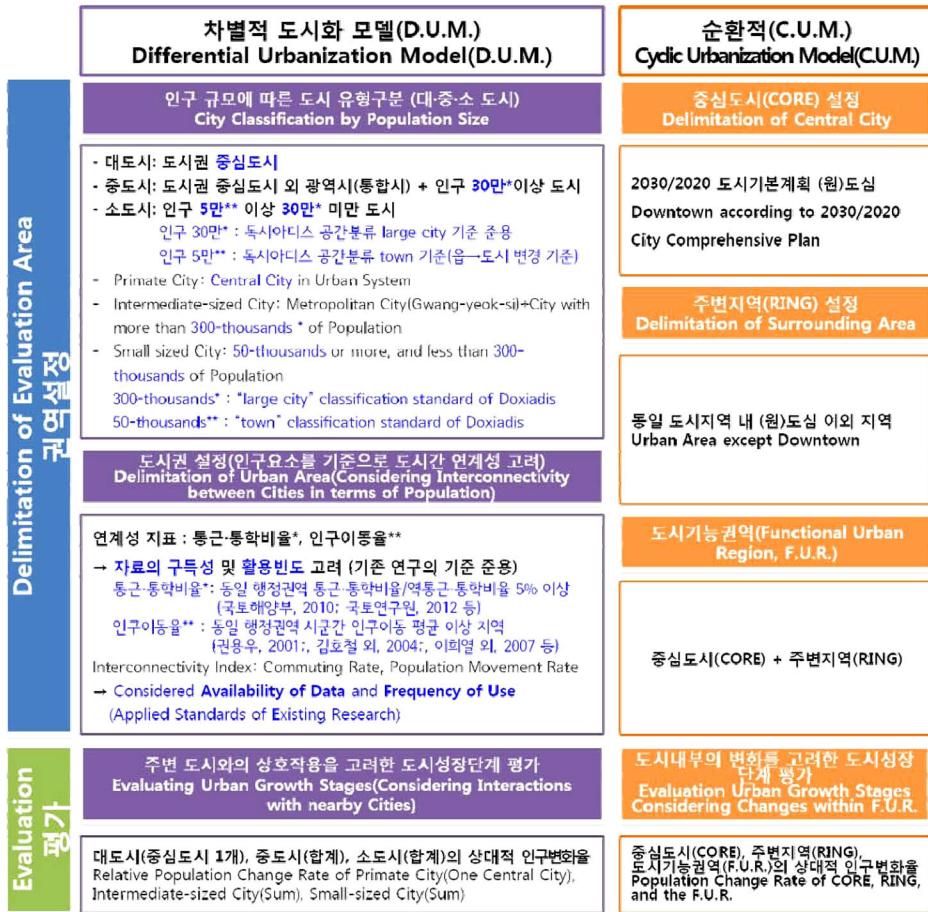 차별적 도시화 모델(D.U.M.)
Differential Urbanization Model(D.U.M.)
순환적(C.U.M.)
Cyclic Urbanization Model(C.U.M.)
Delimitation of Evaluation Area
권역설정
인구 규모에 따른 도시 유형구분 (대·중·소 도시)
City Classification by Population Size
- 대도시: 도시권 중심도시
- 중도시: 도시권 중심도시 외 광역시(통합시) + 인구 30만*이상 도시
- 소도시: 인구 5만** 이상 30만* 미만 도시
인구 30만* : 독시아디스 공간분류 large city 기준 준용
인구 5만** : 독시아디스 공간분류 town 기준(읍→도시 변경 기준)
- Primate City: Central City in Urban System
- Intermediate-sized City: Metropolitan City(Gwang-yeok-si)+City with
more than 300-thousands * of Population
- Small sized City: 50-thousands or more, and less than 300-
thousands of Population
300-thousands* : "large city" classification standard of Doxiadis
50-thousands** : "town" classification standard of Doxiadis
도시권 설정(인구요소를 기준으로 도시간 연계성 고려)
Delimitation of Urban Area(Considering Interconnectivity
between Cities in terms of Population)
연계성 지표 : 통근·통학비율*, 인구이동율**
→ 자료의 구득성 및 활용빈도 고려 (기존 연구의 기준 준용)
통근·통학비율*: 동일 행정권역 통근·통학비율/역통근·통학비율 5% 이상
(국토해양부, 2010; 국토연구원, 2012 등)
인구이동율** : 동일 행정권역 시군간 인구이동 평균 이상 지역
(권용우, 2001;, 김호철 외, 2004;, 이희열 외, 2007 등)
Interconnectivity Index: Commuting Rate, Population Movement Rate
→ Considered Availability of Data and Frequency of Use
(Applied Standards of Existing Research)
중심도시(CORE) 설정
Delimitation of Central City
2030/2020 도시기본계획 (원)도심
Downtown according to 2030/2020
City Comprehensive Plan
주변지역(RING) 설정
Delimitation of Surrounding Area
동일 도시지역 내 (원)도심 이외 지역
Urban Area except Downtown
도시기능권역(Functional Urban
Region, F.U.R.)
중심도시(CORE) + 주변지역(RING)
Evaluation
평가
주변 도시와의 상호작용을 고려한 도시성장단계 평가
Evaluating Urban Growth Stages(Considering Interactions
with nearby Cities)
대도시(중심도시 1개), 중도시(합계), 소도시(합계)의 상대적 인구변화율
Relative Population Change Rate of Primate City(One Central City),
Intermediate-sized City(Sum), Small-sized City(Sum)
도시내부의 변화를 고려한 도시성장
단계 평가
Evaluation Urban Growth Stages
Considering Changes within F.U.R.
중심도시(CORE), 주변지역(RING),
도시기능권역(F.U.R.)의 상대적 인구변화율
Population Change Rate of CORE, RING,
and the F.U.R.